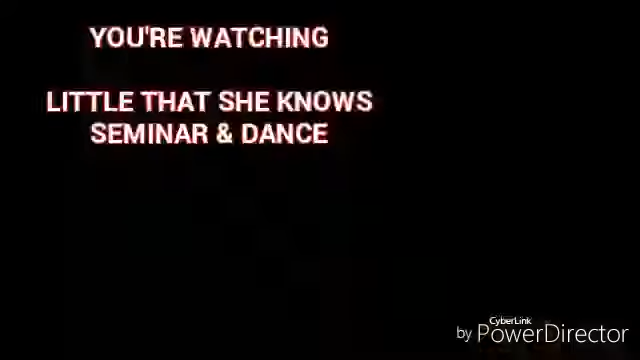 YOU'RE WATCHING
LITTLE THAT SHE KNOWS
SEMINAR & DANCE
CyberLink
by PowerDirector